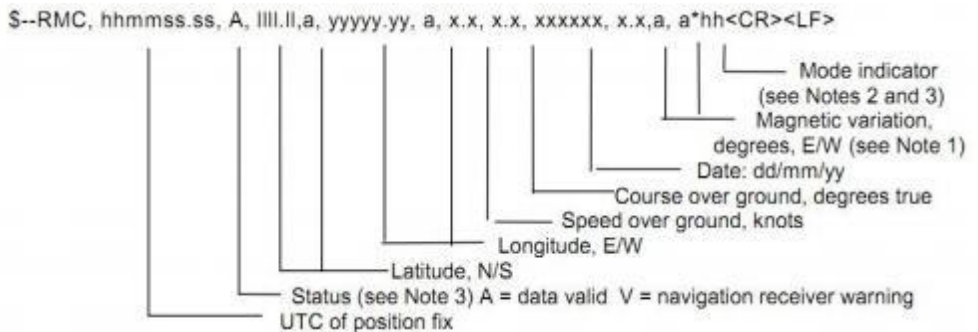 $--RMC, hhmmss.ss, A, llll.ll,a, yyyyy.yy, a, x.x, x.x, xxxxxx, x.x,a, a*hh<CR><LF>
Mode indicator
(see Notes 2 and 3)
Magnetic variation,
degrees, E/W (see Note 1)
Date: dd/mm/yy
Course over ground, degrees true
Speed over ground, knots
Longitude, E/W
Latitude, N/S
Status (see Note 3) A = data valid V = navigation receiver warning
UTC of position fix